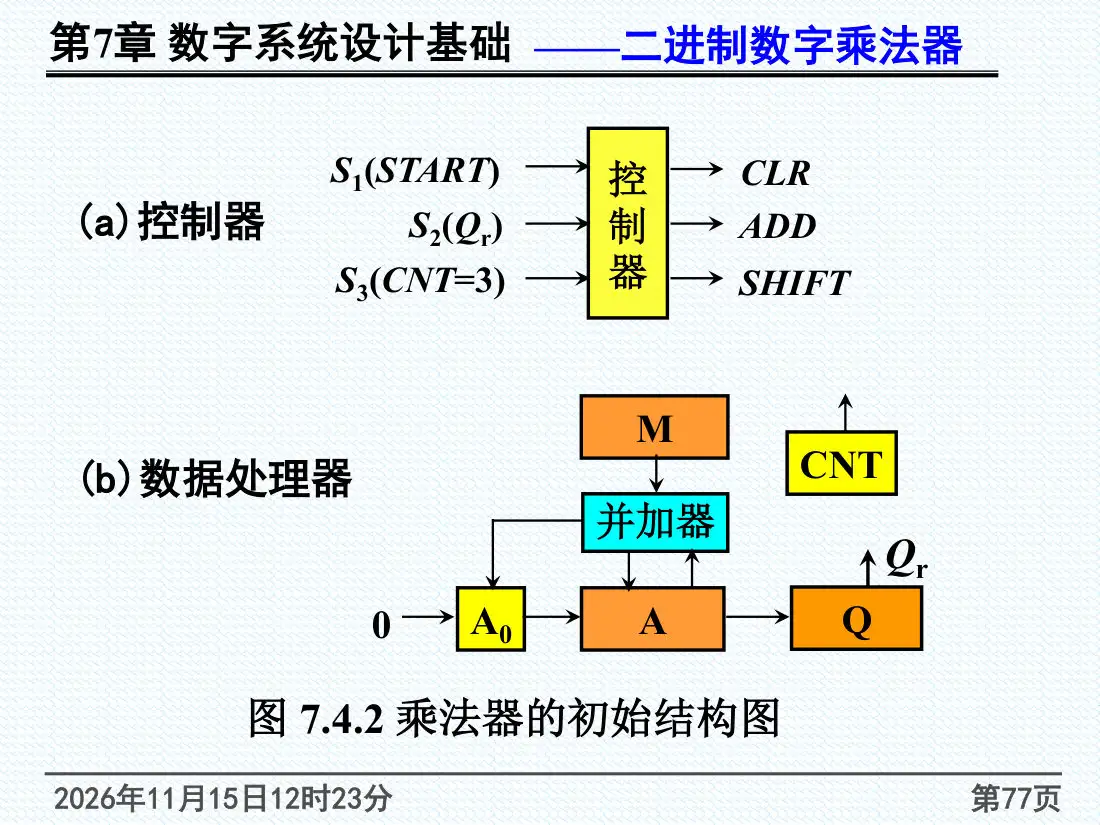 第7章 数字系统设计基础 ——二进制数字乘法器
(a)控制器
S1(START)
S2(Qr)
S3(CNT=3)
控制器
CLR
ADD
SHIFT
(b)数据处理器
M
CNT
并加器
Qr
0
A0
A
Q
图 7.4.2 乘法器的初始结构图
2026年11月15日12时23分
第77页